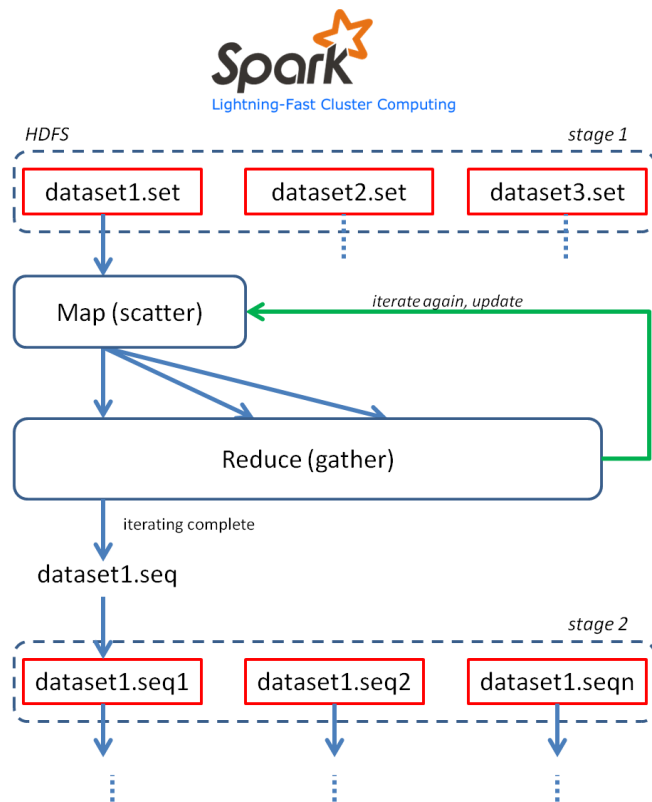 Spark
Lightning-Fast Cluster Computing
HDFS
stage 1
dataset1.set
dataset2.set
dataset3.set
Map (scatter)
iterate again, update
Reduce (gather)
iterating complete
dataset1.seq
stage 2
dataset1.seq1
dataset1.seq2
dataset1.seqn